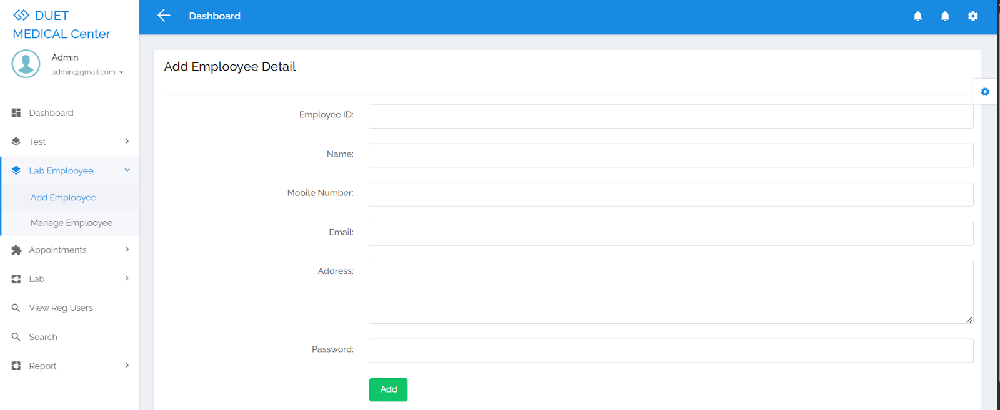 DUET
MEDICAL Center
Admin
admin@gmail.com
Dashboard
Test
Lab Emplooyee
Add Emplooyee
Manage Emplooyee
Appointments
Lab
View Reg Users
Search
Report
Dashboard
Add Emplooyee Detail
Employee ID:
Name:
Mobile Number:
Email:
Address:
Password:
Add